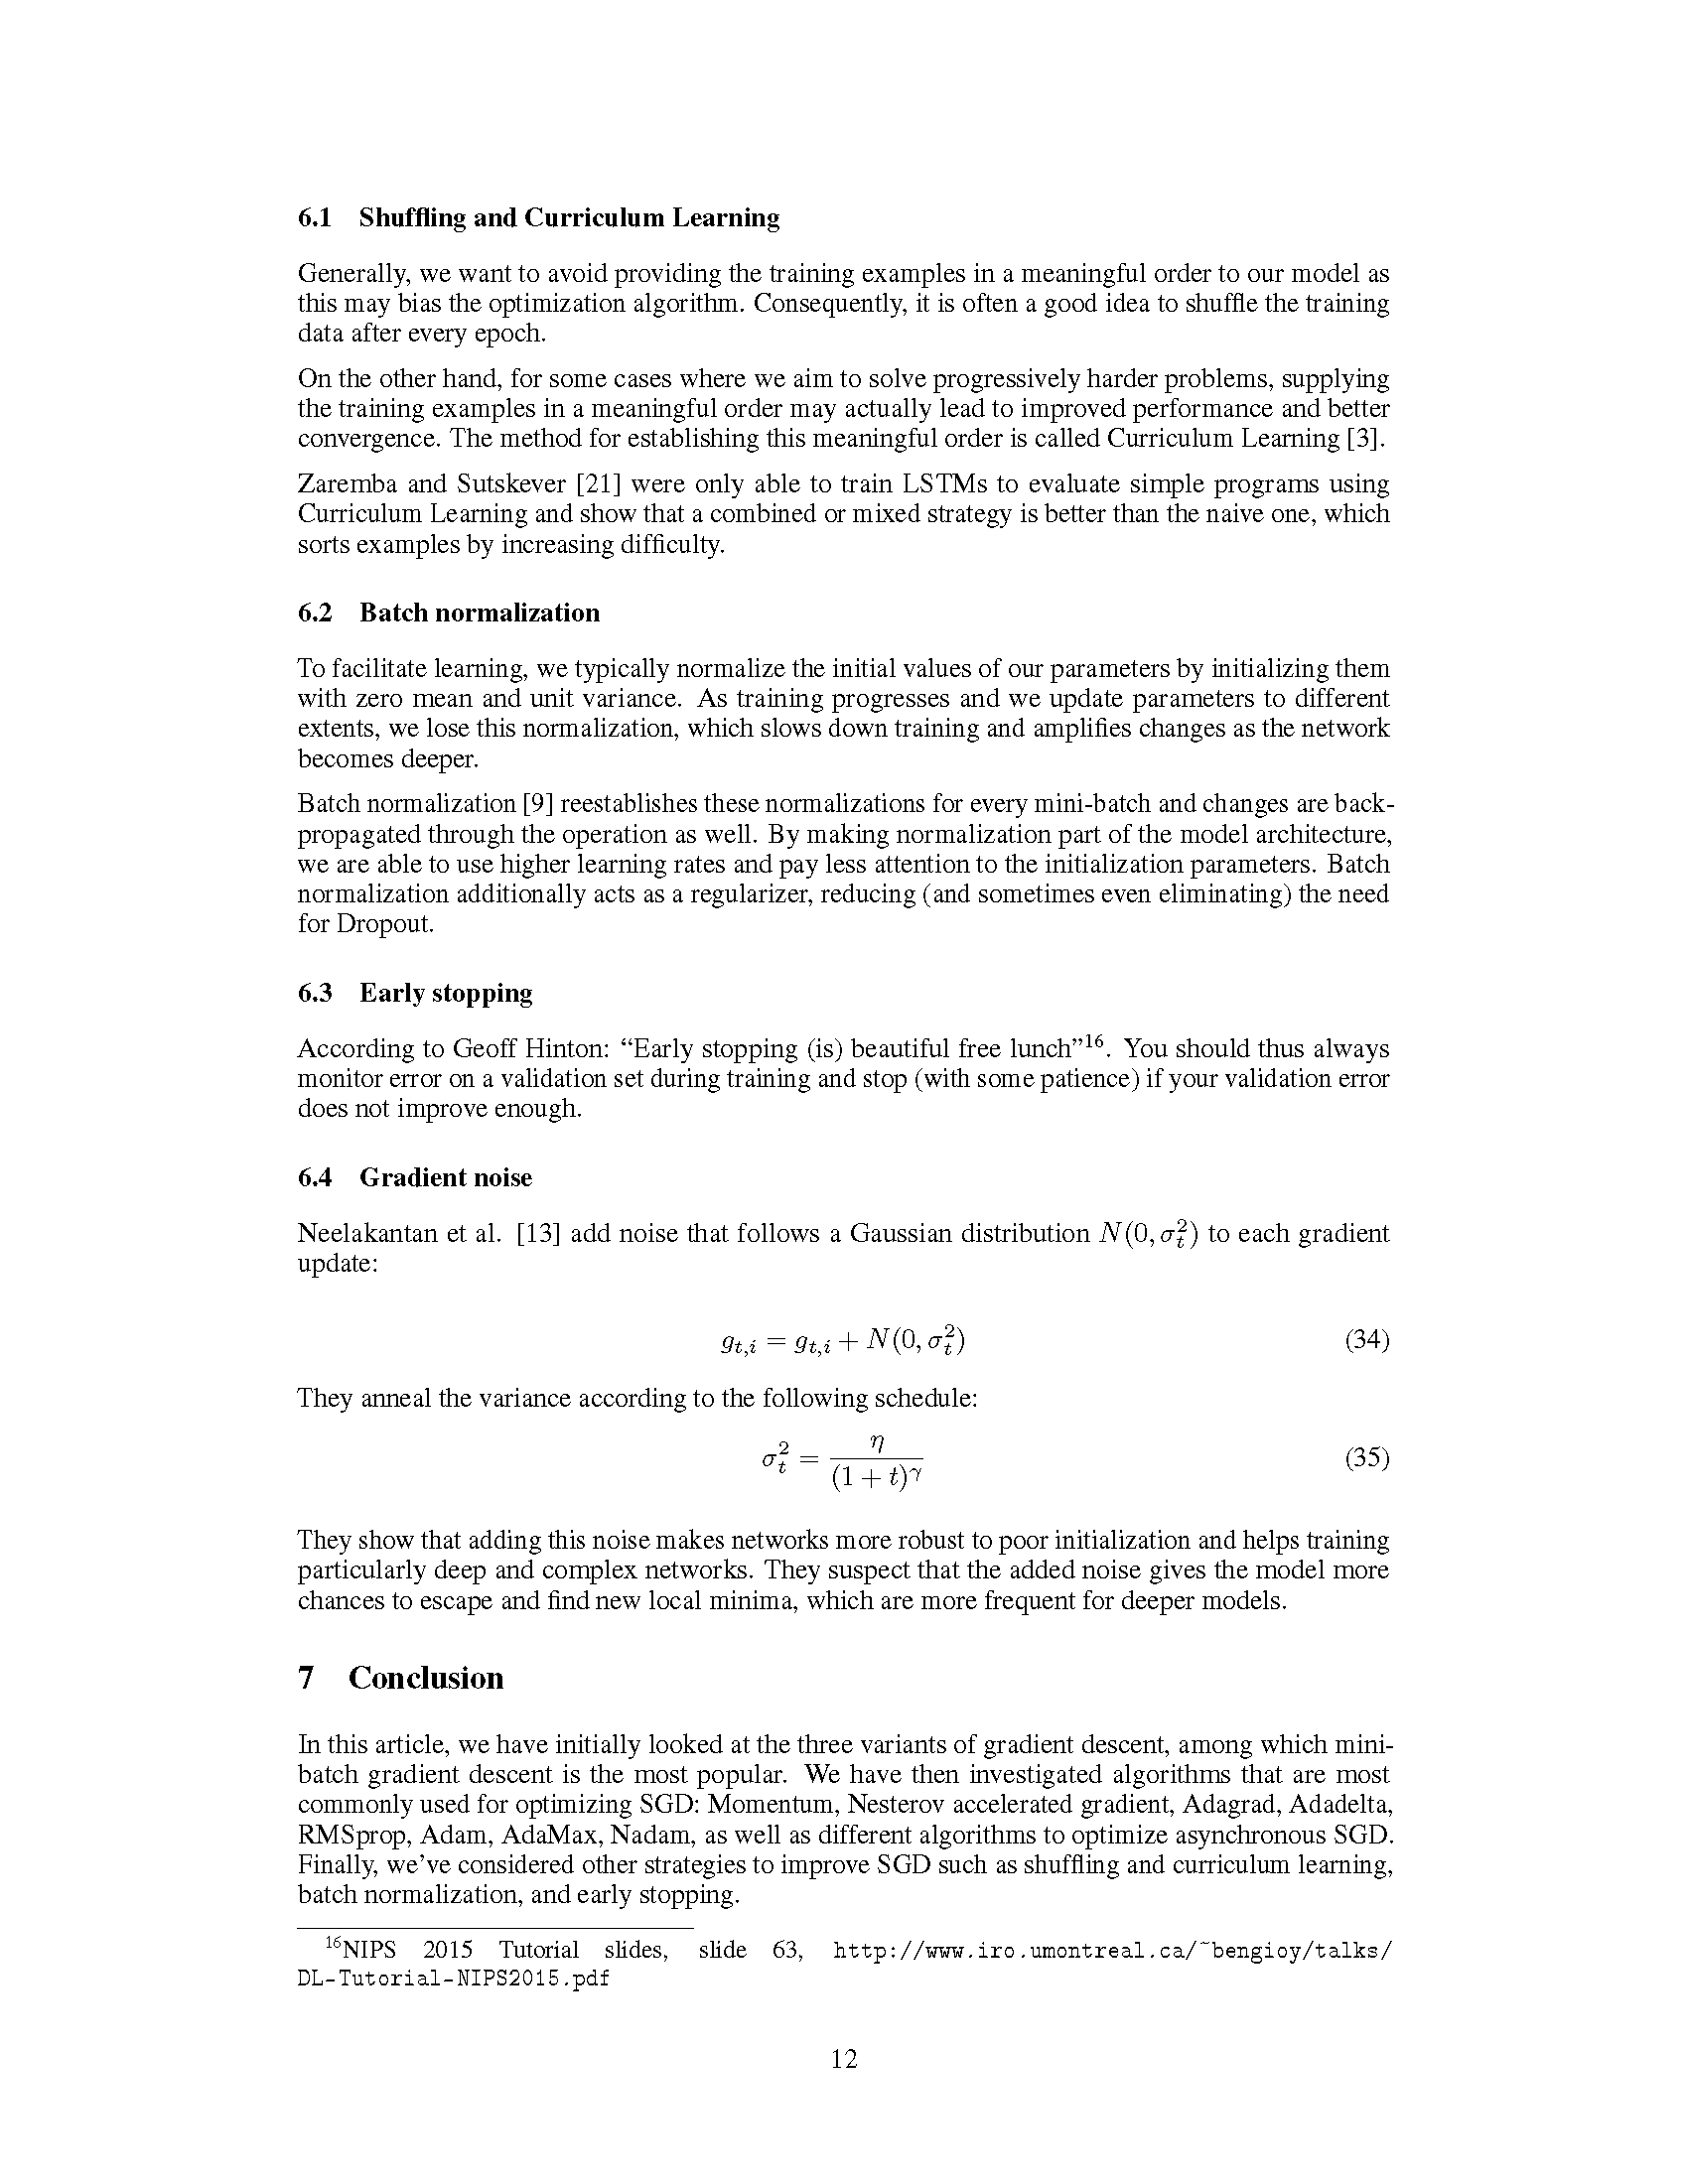 6.1 Shuffling and Curriculum Learning
Generally, we want to avoid providing the training examples in a meaningful order to our model as
this may bias the optimization algorithm. Consequently, it is often a good idea to shuffle the training
data after every epoch.
On the other hand, for some cases where we aim to solve progressively harder problems, supplying
the training examples in a meaningful order may actually lead to improved performance and better
convergence. The method for establishing this meaningful order is called Curriculum Learning [3].
Zaremba and Sutskever [21] were only able to train LSTMs to evaluate simple programs using
Curriculum Learning and show that a combined or mixed strategy is better than the naive one, which
sorts examples by increasing difficulty.
6.2 Batch normalization
To facilitate learning, we typically normalize the initial values of our parameters by initializing them
with zero mean and unit variance. As training progresses and we update parameters to different
extents, we lose this normalization, which slows down training and amplifies changes as the network
becomes deeper.
Batch normalization [9] reestablishes these normalizations for every mini-batch and changes are back-
propagated through the operation as well. By making normalization part of the model architecture,
we are able to use higher learning rates and pay less attention to the initialization parameters. Batch
normalization additionally acts as a regularizer, reducing (and sometimes even eliminating) the need
for Dropout.
6.3 Early stopping
According to Geoff Hinton: “Early stopping (is) beautiful free lunch”¹⁶. You should thus always
monitor error on a validation set during training and stop (with some patience) if your validation error
does not improve enough.
6.4 Gradient noise
Neelakantan et al. [13] add noise that follows a Gaussian distribution $N(0, \sigma_t^2)$ to each gradient
update:
$g_{t,i} = g_{t,i} + N(0, \sigma_t^2)$ (34)
They anneal the variance according to the following schedule:
$\sigma_t^2 = \frac{\eta}{(1+t)^\gamma}$ (35)
They show that adding this noise makes networks more robust to poor initialization and helps training
particularly deep and complex networks. They suspect that the added noise gives the model more
chances to escape and find new local minima, which are more frequent for deeper models.
7 Conclusion
In this article, we have initially looked at the three variants of gradient descent, among which mini-
batch gradient descent is the most popular. We have then investigated algorithms that are most
commonly used for optimizing SGD: Momentum, Nesterov accelerated gradient, Adagrad, Adadelta,
RMSprop, Adam, AdaMax, Nadam, as well as different algorithms to optimize asynchronous SGD.
Finally, we’ve considered other strategies to improve SGD such as shuffling and curriculum learning,
batch normalization, and early stopping.
¹⁶NIPS 2015 Tutorial slides, slide 63, http://www.iro.umontreal.ca/~bengioy/talks/
DL-Tutorial-NIPS2015.pdf
12